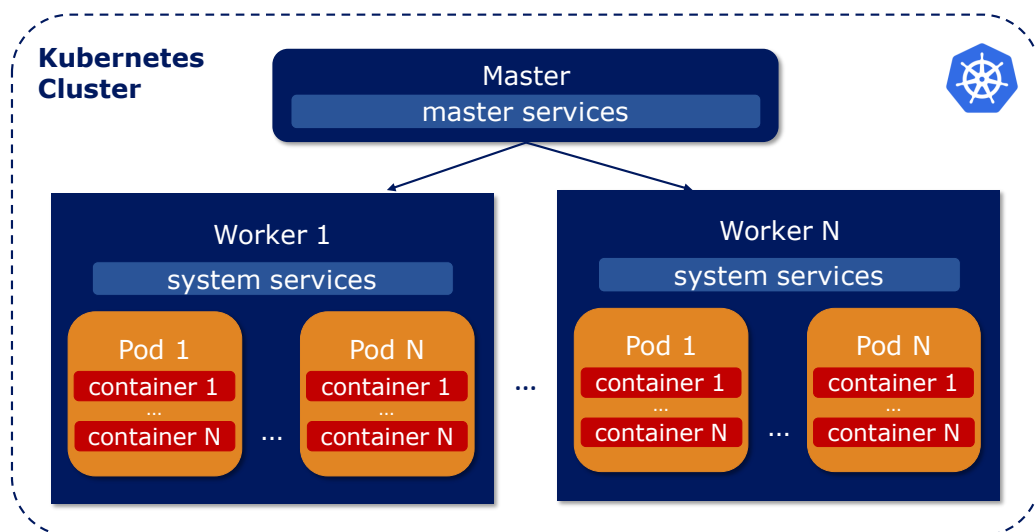 Kubernetes
Cluster
Master
master services
Worker 1
system services
Pod 1
container 1
...
container N
...
Pod N
container 1
...
container N
...
Worker N
system services
Pod 1
container 1
...
container N
...
Pod N
container 1
...
container N